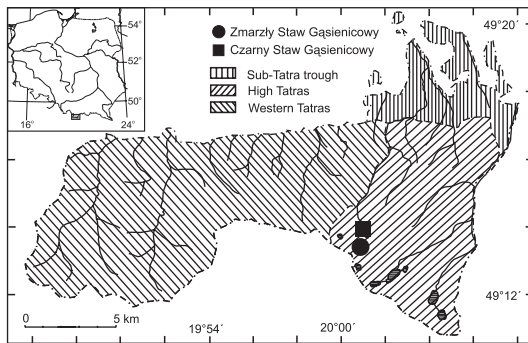 54°
52°
50°
16°
24°
Zmarzły Staw Gąsienicowy
Czarny Staw Gąsienicowy
Sub-Tatra trough
High Tatras
Western Tatras
49°20′
49°12′
0 5 km
19°54′
20°00′